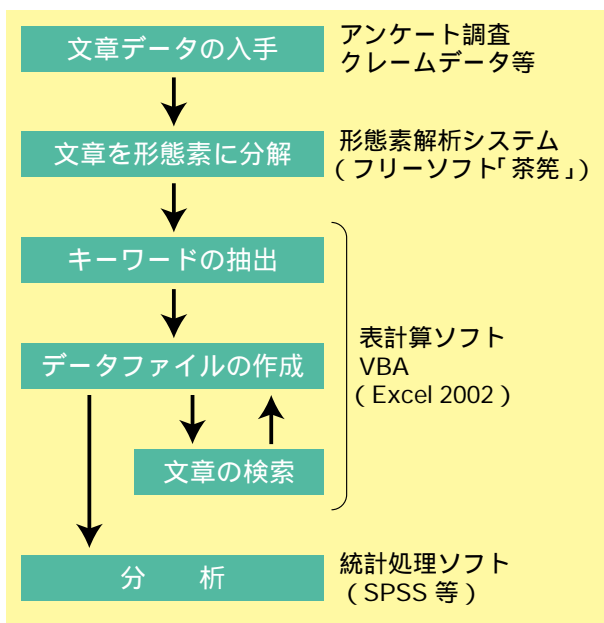 文章データの入手
アンケート調査
クレームデータ等
文章を形態素に分解
形態素解析システム
(フリーソフト「茶筅」)
キーワードの抽出
データファイルの作成
表計算ソフト
VBA
(Excel 2002)
文章の検索
分 析
統計処理ソフト
(SPSS 等)